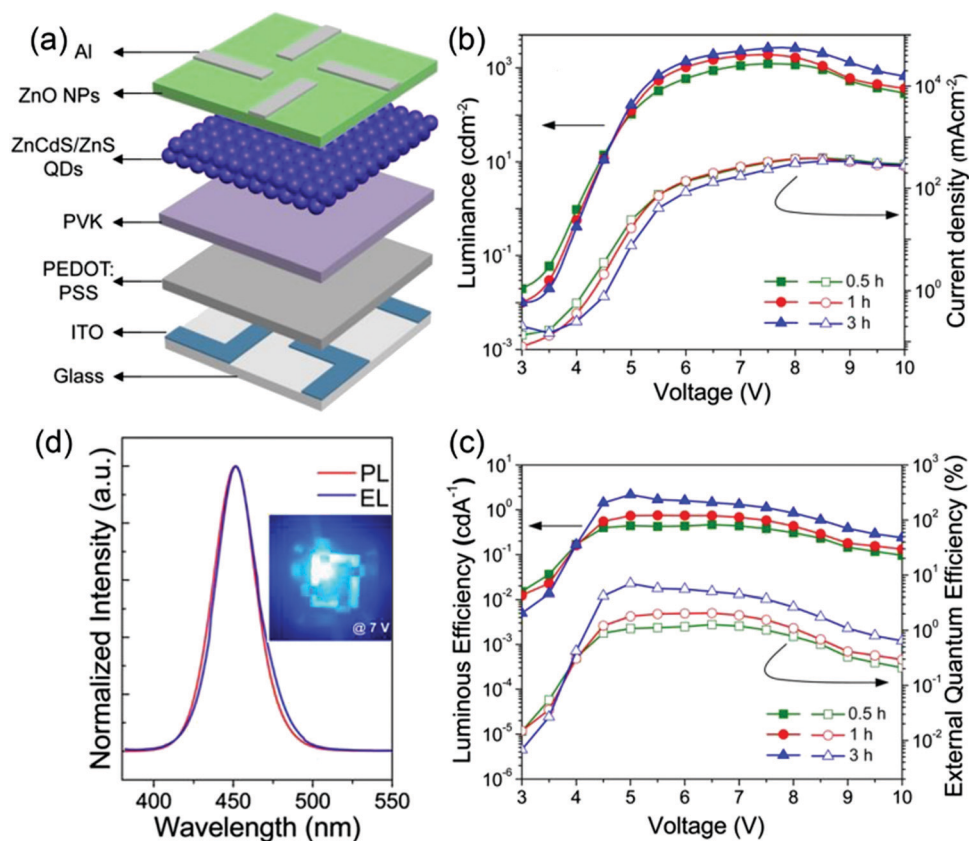 (a)
Al
ZnO NPs
ZnCdS/ZnS
QDs
PVK
PEDOT:
PSS
ITO
Glass
(b)
Luminance (cdm⁻²)
10³
10¹
10⁻¹
10⁻³
Current density (mAcm⁻²)
10⁴
10²
10⁰
0.5 h
1 h
3 h
3 4 5 6 7 8 9 10
Voltage (V)
(d)
Normalized Intensity (a.u.)
PL
EL
@ 7 V
400 450 500 550
Wavelength (nm)
(c)
Luminous Efficiency (cdA⁻¹)
10¹
10⁰
10⁻¹
10⁻²
10⁻³
10⁻⁴
10⁻⁵
10⁻⁶
External Quantum Efficiency (%)
10³
10²
10¹
10⁰
10⁻¹
10⁻²
0.5 h
1 h
3 h
3 4 5 6 7 8 9 10
Voltage (V)